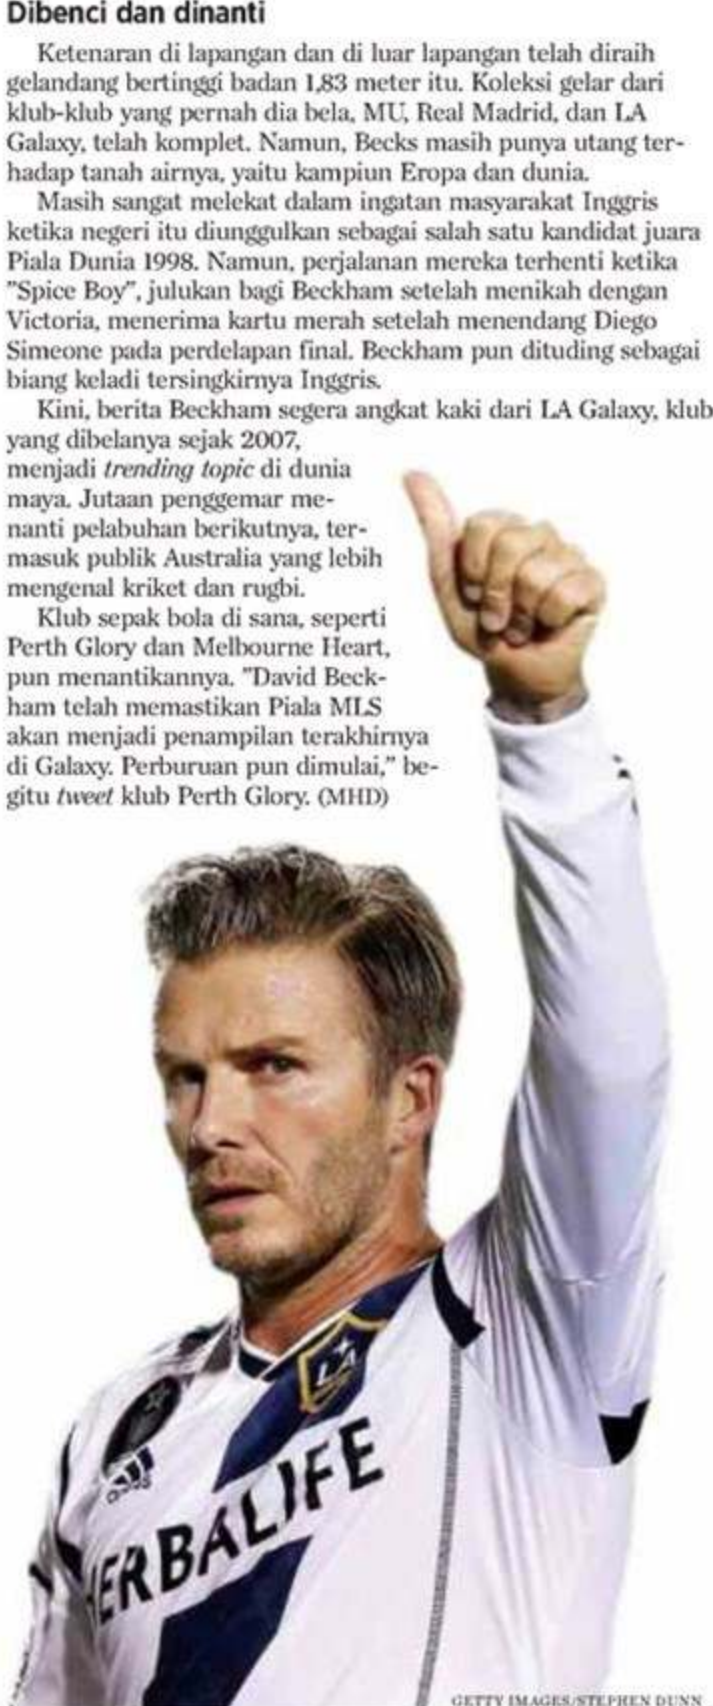 Dibenci dan dinanti
Ketenaran di lapangan dan di luar lapangan telah diraih
gelandang bertinggi badan 1,83 meter itu. Koleksi gelar dari
klub-klub yang pernah dia bela, MU, Real Madrid, dan LA
Galaxy, telah komplet. Namun, Becks masih punya utang ter-
hadap tanah airnya, yaitu kampiun Eropa dan dunia.
Masih sangat melekat dalam ingatan masyarakat Inggris
ketika negeri itu diunggulkan sebagai salah satu kandidat juara
Piala Dunia 1998. Namun, perjalanan mereka terhenti ketika
"Spice Boy", julukan bagi Beckham setelah menikah dengan
Victoria, menerima kartu merah setelah menendang Diego
Simeone pada perdelapan final. Beckham pun dituding sebagai
biang keladi tersingkirnya Inggris.
Kini, berita Beckham segera angkat kaki dari LA Galaxy, klub
yang dibelanya sejak 2007,
menjadi trending topic di dunia
maya. Jutaan penggemar me-
nanti pelabuhan berikutnya, ter-
masuk publik Australia yang lebih
mengenal kriket dan rugbi.
Klub sepak bola di sana, seperti
Perth Glory dan Melbourne Heart,
pun menantikannya. "David Beck-
ham telah memastikan Piala MLS
akan menjadi penampilan terakhirnya
di Galaxy. Perburuan pun dimulai," be-
gitu tweet klub Perth Glory. (MHD)
LA
adidas
ERBALIFE
GETTY IMAGES/STEPHEN DUNN